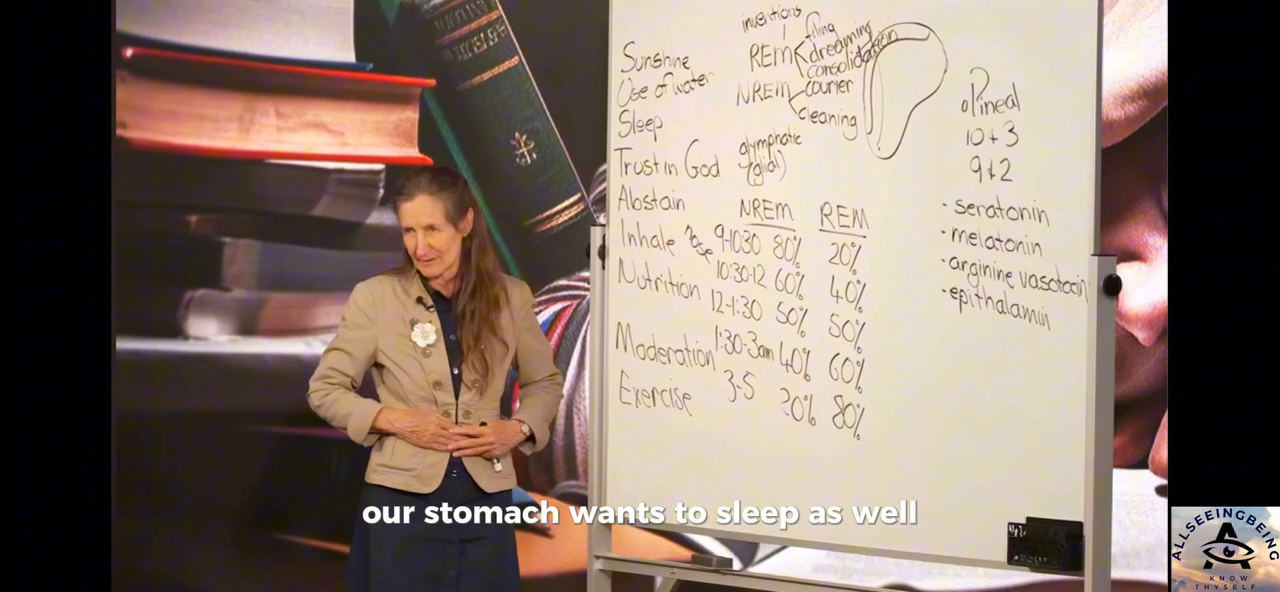 inventions
REM
filing
dreaming
consolidation
NREM
courier
cleaning
glymphatic
(glial)
Sunshine
Use of water
Sleep
Trust in God
Abstain
Inhale nose
Nutrition
Moderation
Exercise
NREM REM
9-10:30 80% 20%
10:30-12 60% 40%
12-1:30 50% 50%
1:30-3am 40% 60%
3-5 20% 80%
Pineal
10+3
9+2
- seratonin
- melatonin
- arginine vasotocin
- epithalamin
our stomach wants to sleep as well
ALLSEEINGBEING
KNOW
THYSELF